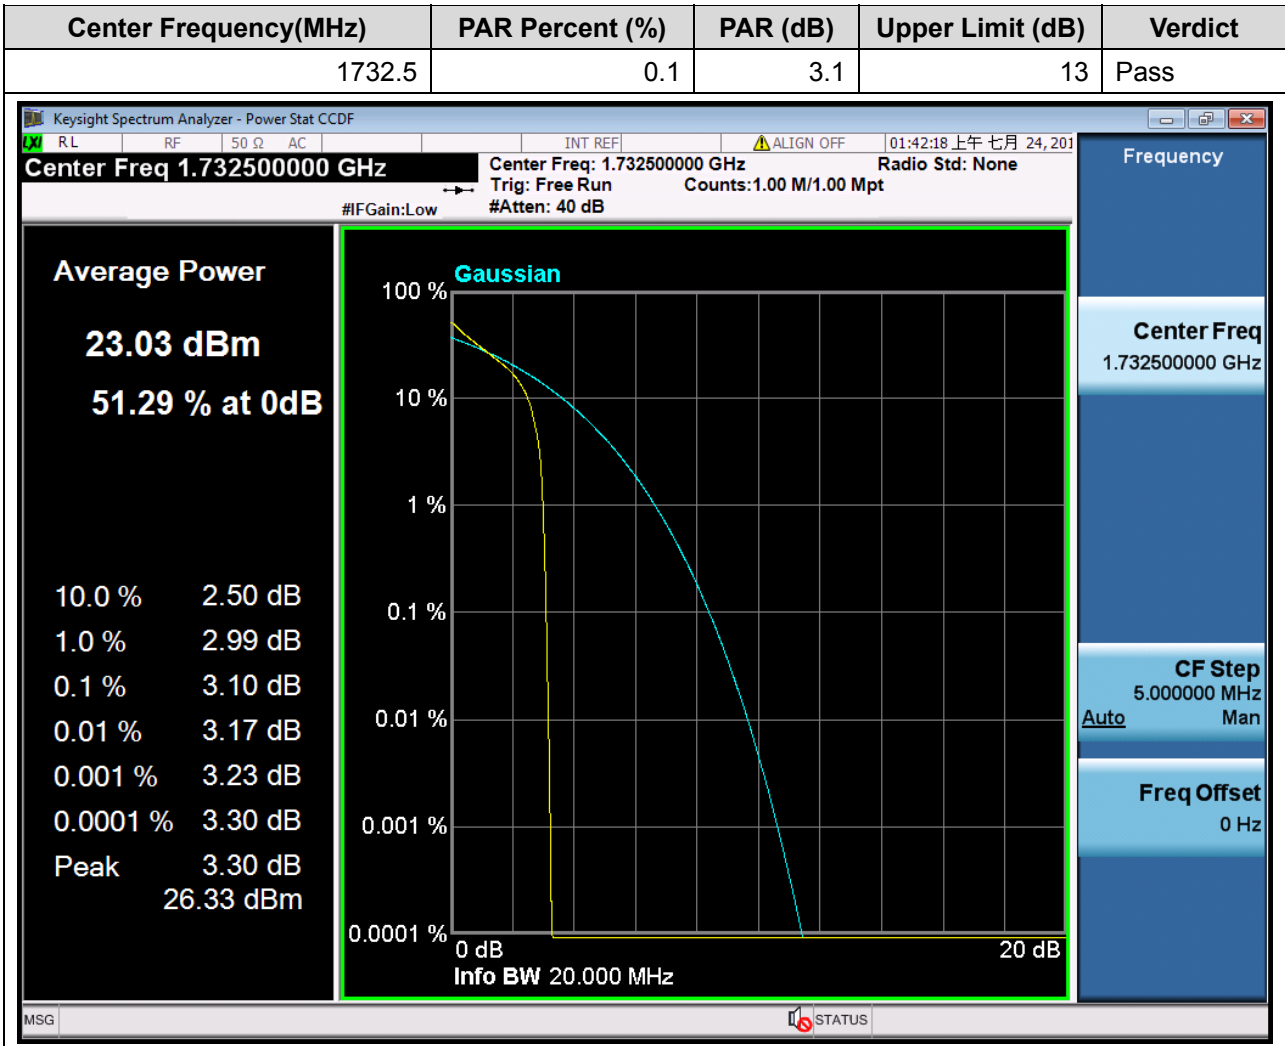 Center Frequency(MHz) PAR Percent (%) PAR (dB) Upper Limit (dB) Verdict
1732.5 0.1 3.1 13 Pass
Keysight Spectrum Analyzer - Power Stat CCDF
LXI RL RF 50 Ω AC INT REF ALIGN OFF 01:42:18 上午 七月 24, 201
Center Freq 1.732500000 GHz
Center Freq: 1.732500000 GHz Radio Std: None
Trig: Free Run Counts:1.00 M/1.00 Mpt
#IFGain:Low #Atten: 40 dB
Frequency
Average Power
23.03 dBm
51.29 % at 0dB
10.0 % 2.50 dB
1.0 % 2.99 dB
0.1 % 3.10 dB
0.01 % 3.17 dB
0.001 % 3.23 dB
0.0001 % 3.30 dB
Peak 3.30 dB
26.33 dBm
Gaussian
100 %
10 %
1 %
0.1 %
0.01 %
0.001 %
0.0001 %
0 dB 20 dB
Info BW 20.000 MHz
Center Freq
1.732500000 GHz
CF Step
5.000000 MHz
Auto Man
Freq Offset
0 Hz
MSG STATUS